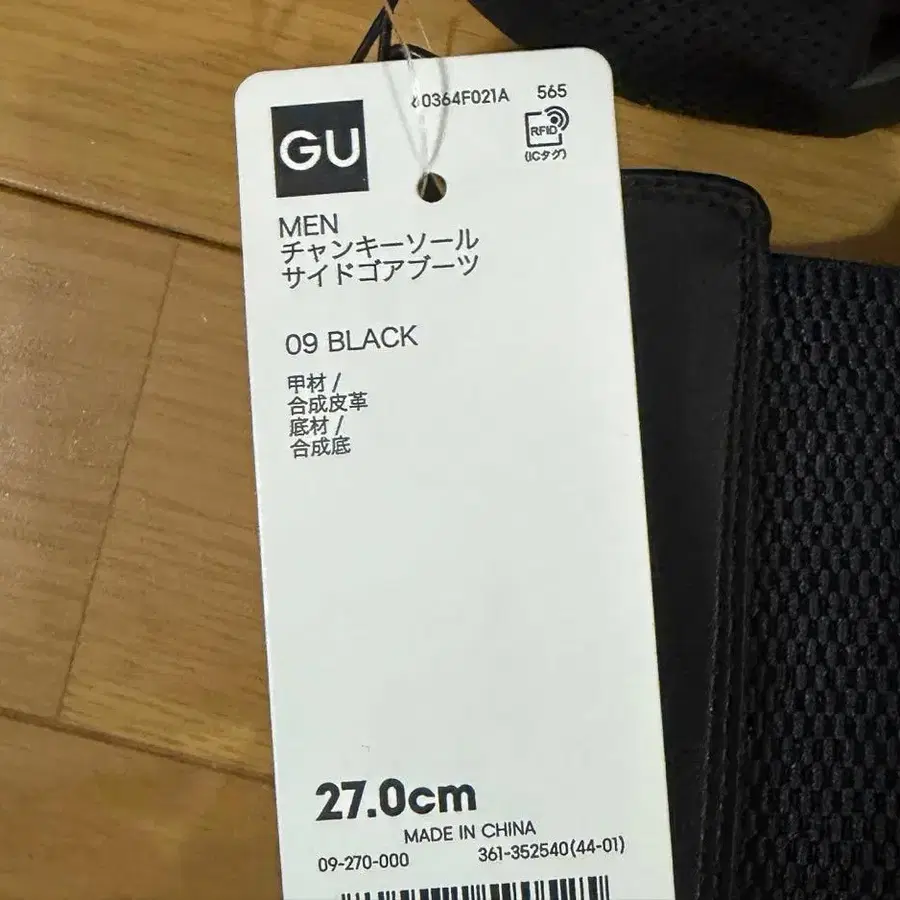 60364F021A 565
GU
RFID
(ICタグ)
MEN
チャンキーソール
サイドゴアブーツ
09 BLACK
甲材 /
合成皮革
底材 /
合成底
27.0cm
MADE IN CHINA
09-270-000 361-352540(44-01)